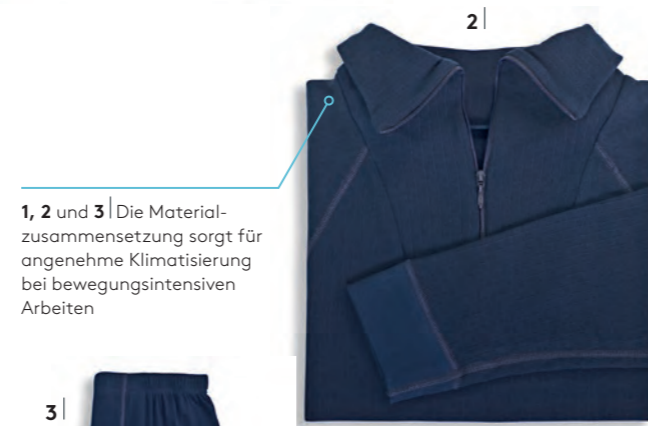 2|
1, 2 und 3| Die Material-
zusammensetzung sorgt für
angenehme Klimatisierung
bei bewegungsintensiven
Arbeiten
3|